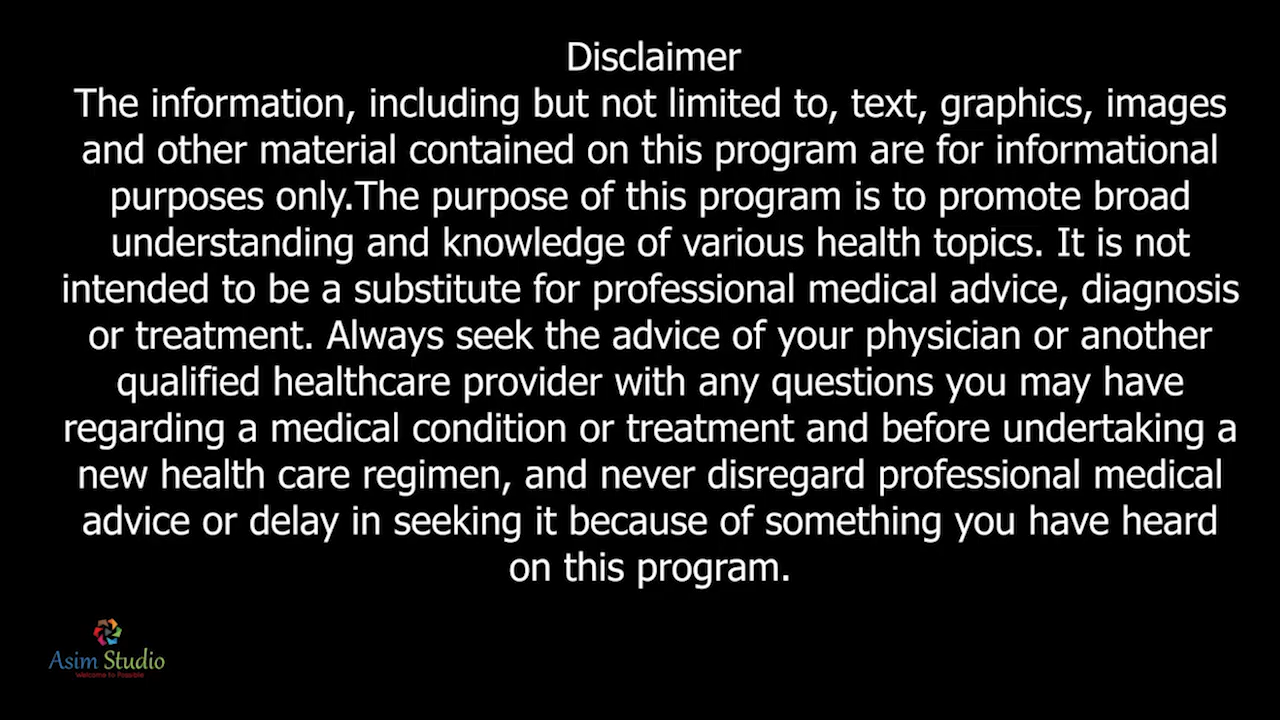 Disclaimer
The information, including but not limited to, text, graphics, images
and other material contained on this program are for informational
purposes only.The purpose of this program is to promote broad
understanding and knowledge of various health topics. It is not
intended to be a substitute for professional medical advice, diagnosis
or treatment. Always seek the advice of your physician or another
qualified healthcare provider with any questions you may have
regarding a medical condition or treatment and before undertaking a
new health care regimen, and never disregard professional medical
advice or delay in seeking it because of something you have heard
on this program.
Asim Studio
Welcome to Possible